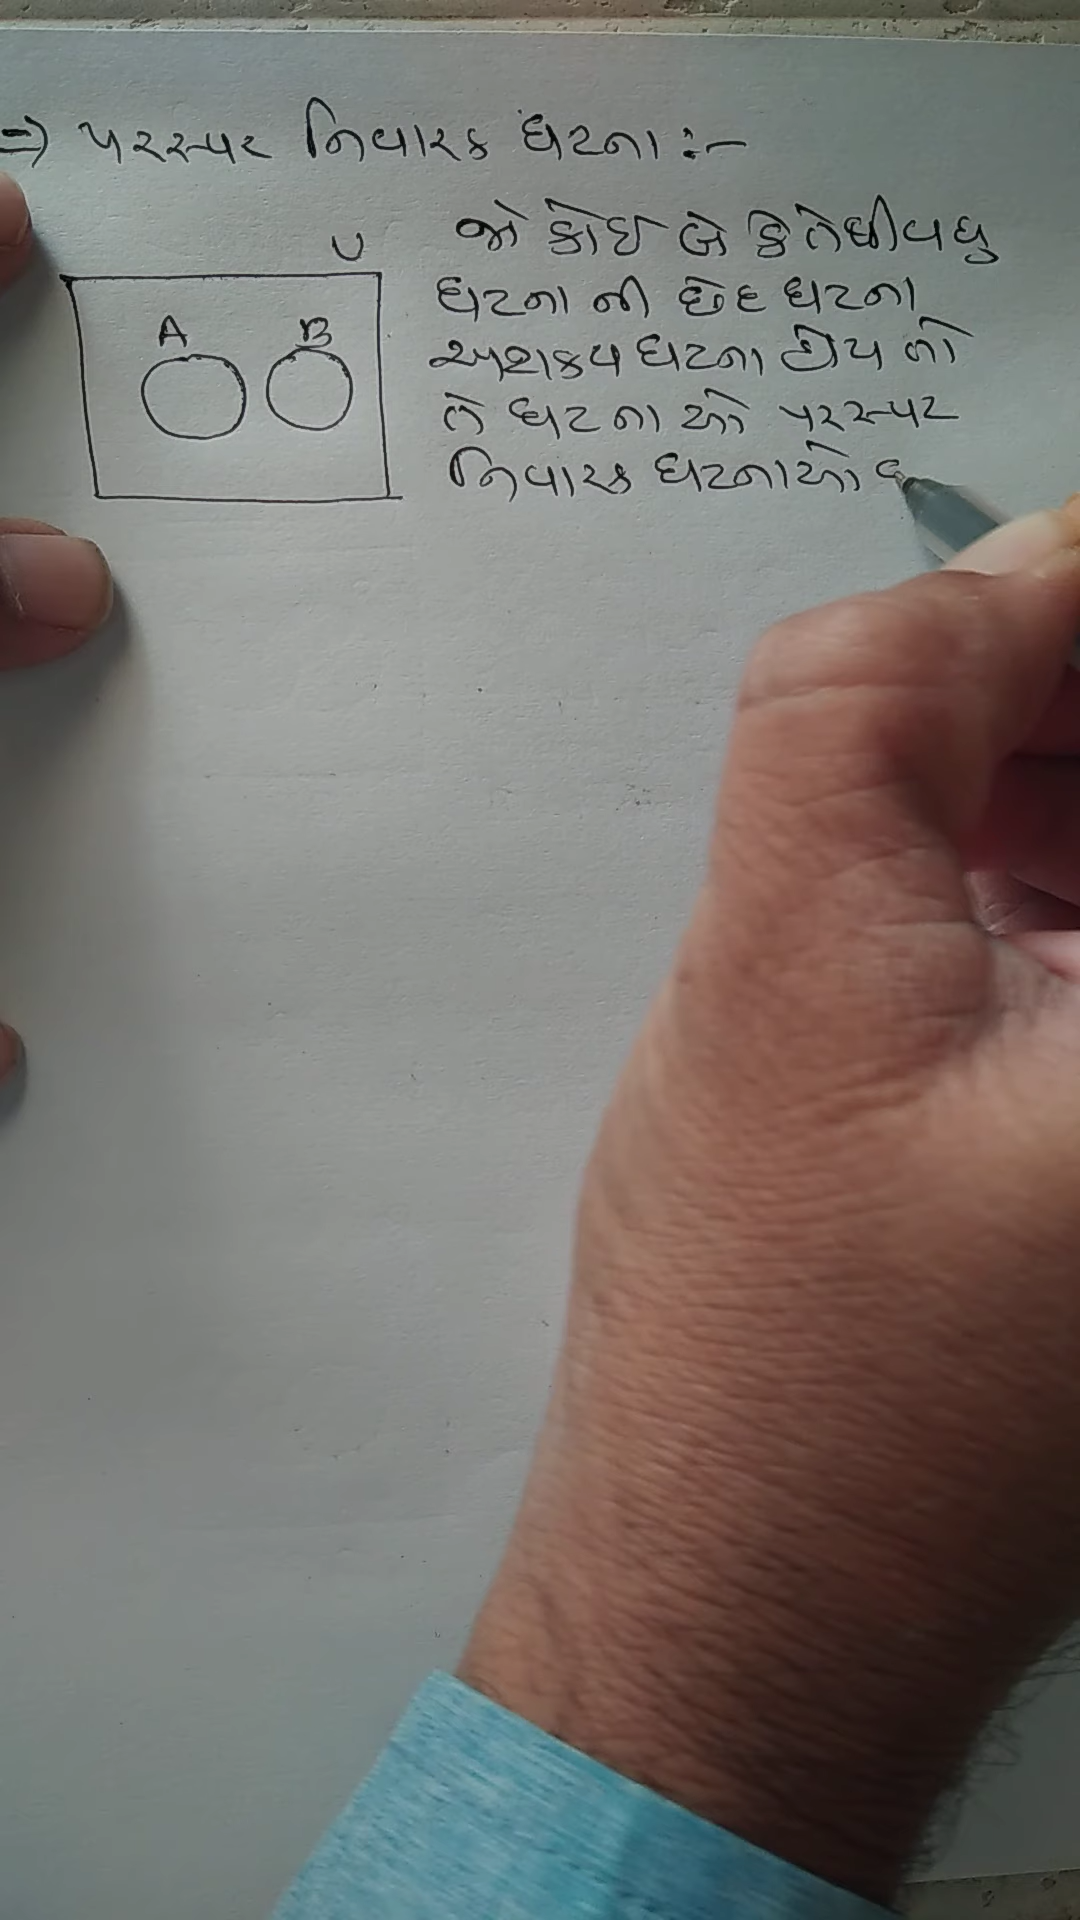 => પરસ્પર નિવારક ઘટના :-
U
A B
જો કોઈ બે કે તેથી વધુ
ઘટના ની છેદ ઘટના
અશક્ય ઘટના હોય તો
તે ઘટના ઓ પરસ્પર
નિવારક ઘટનાઓ